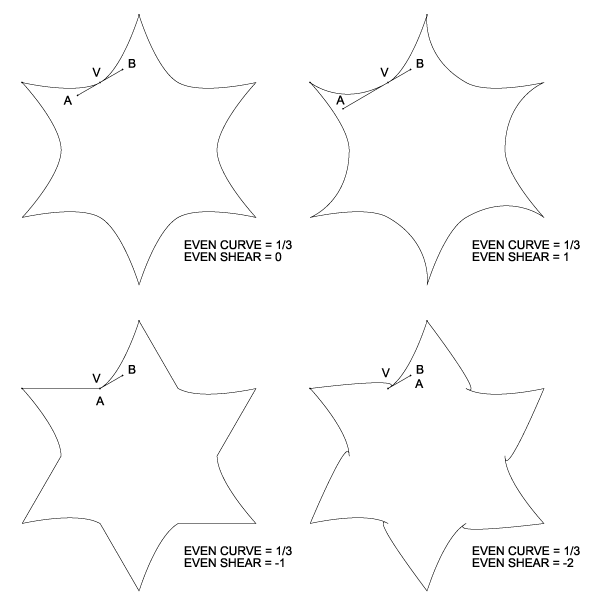 V
B
A
EVEN CURVE = 1/3
EVEN SHEAR = 0
V
B
A
EVEN CURVE = 1/3
EVEN SHEAR = 1
V
B
A
EVEN CURVE = 1/3
EVEN SHEAR = -1
V
B
A
EVEN CURVE = 1/3
EVEN SHEAR = -2